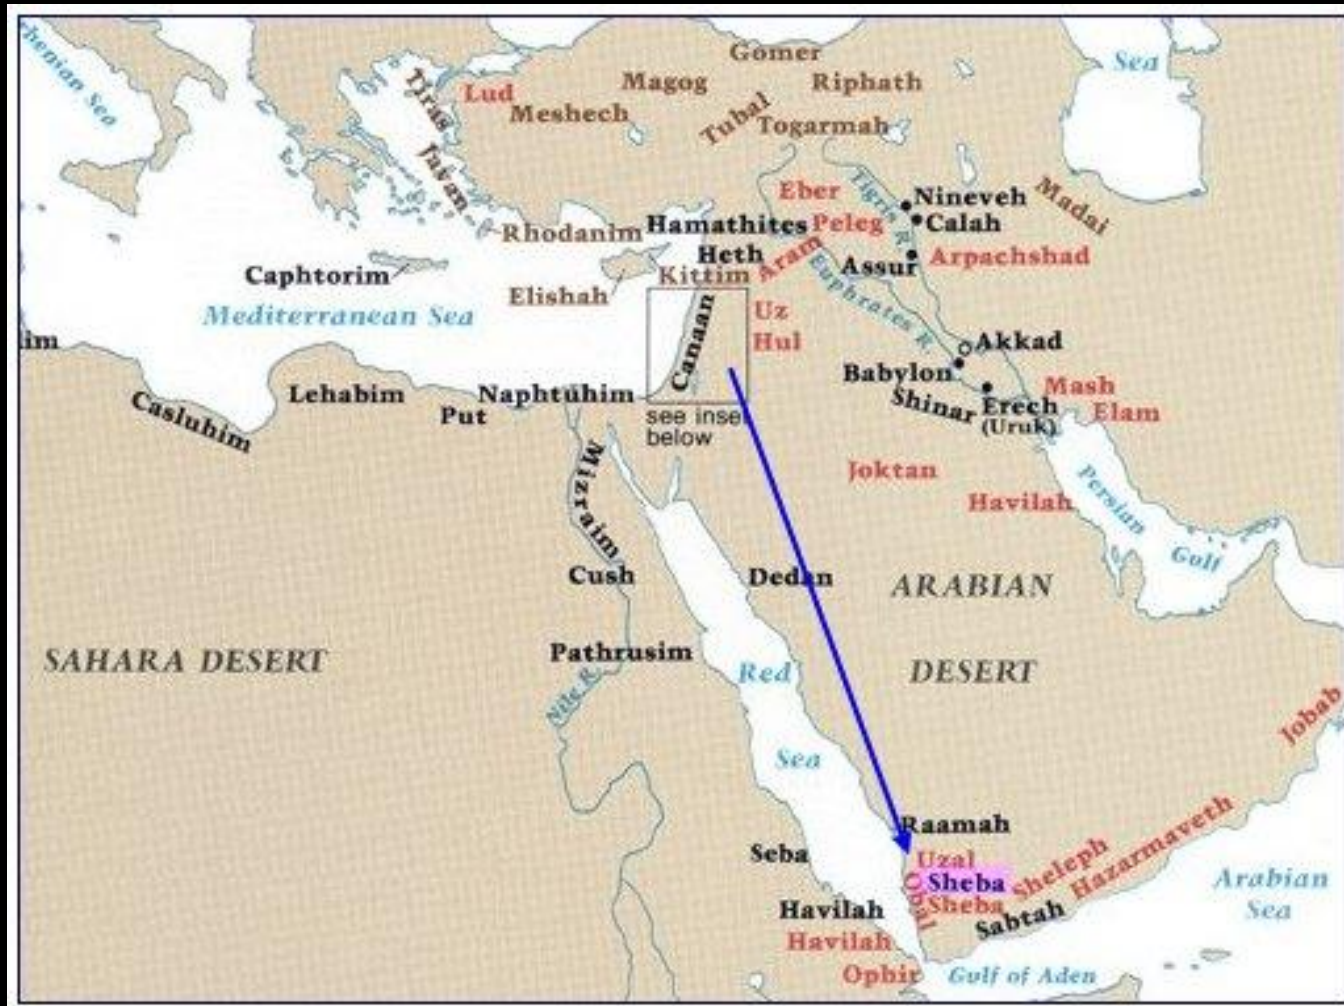 rhenian Sea
Gomer
Sea
Magog
Riphath
Lud
Meshech
Tiras
Tubal
Togarmah
Javan
Eber
Tigris R.
Nineveh
Madai
Rhodanim
Hamathites
Peleg
Calah
Heth
Aram
Assur
Arpachshad
Caphtorim
Kittim
Elishah
Euphrates R.
Mediterranean Sea
Canaan
Uz
Hul
im
Akkad
Babylon
Lehabim
Naphtuhim
Shinar
Erech
(Uruk)
Mash
Elam
Casluhim
Put
see inset
below
Mizraim
Joktan
Havilah
Persian
Gulf
Cush
Dedan
ARABIAN
DESERT
SAHARA DESERT
Pathrusim
Nile R.
Red
Sea
Jobab
Raamah
Seba
Uzal
Obal
Sheba
Sheba
Sheleph
Hazarmaveth
Arabian
Sea
Havilah
Sabtah
Havilah
Ophir
Gulf of Aden